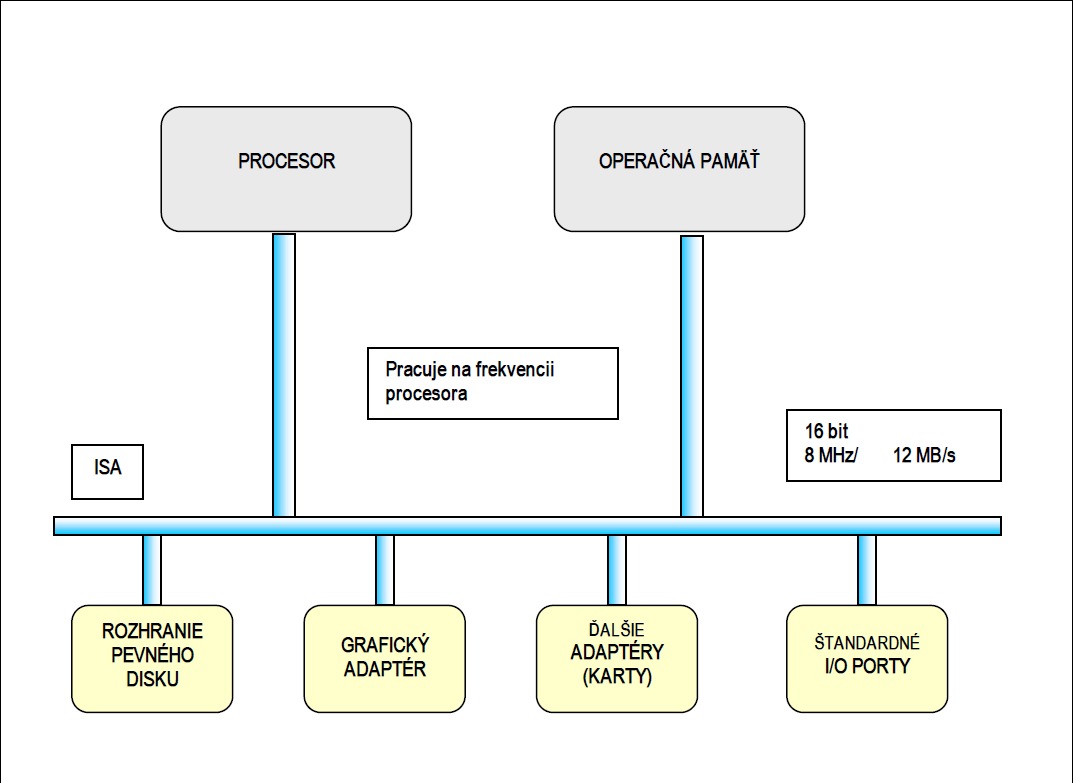 PROCESOR
OPERAČNÁ PAMÄŤ
Pracuje na frekvencii
procesora
16 bit
8 MHz/ 12 MB/s
ISA
ROZHRANIE
PEVNÉHO
DISKU
GRAFICKÝ
ADAPTÉR
ĎALŠIE
ADAPTÉRY
(KARTY)
ŠTANDARDNÉ
I/O PORTY